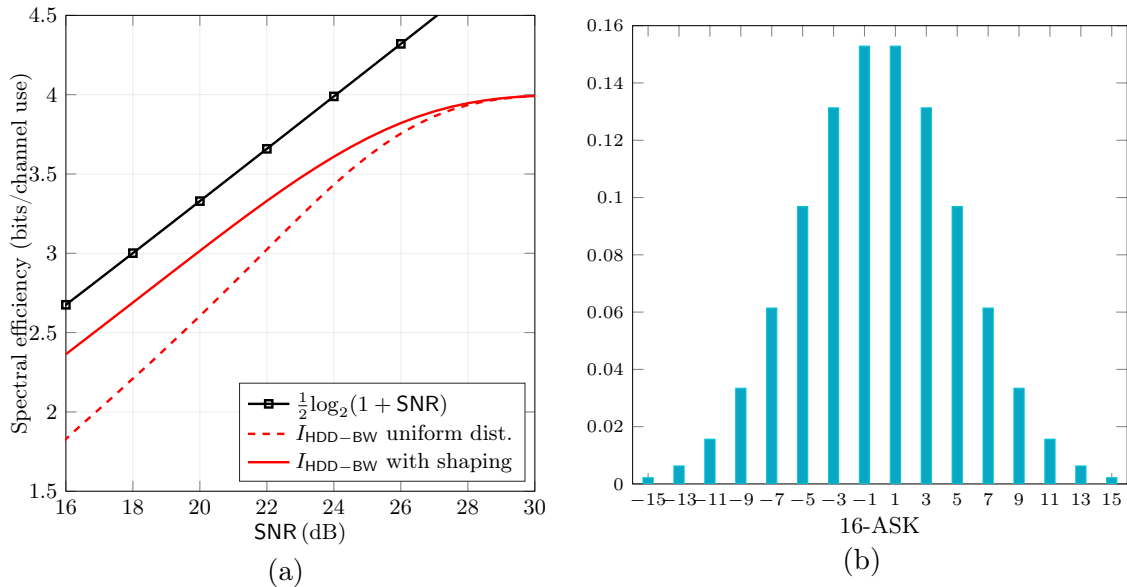 4.5
4
3.5
3
2.5
2
1.5
Spectral efficiency (bits/channel use)
½log₂(1 + SNR)
I_HDD−BW uniform dist.
I_HDD−BW with shaping
16 18 20 22 24 26 28 30
SNR (dB)
(a)
0.16
0.14
0.12
0.1
0.08
0.06
0.04
0.02
0
−15 −13 −11 −9 −7 −5 −3 −1 1 3 5 7 9 11 13 15
16-ASK
(b)